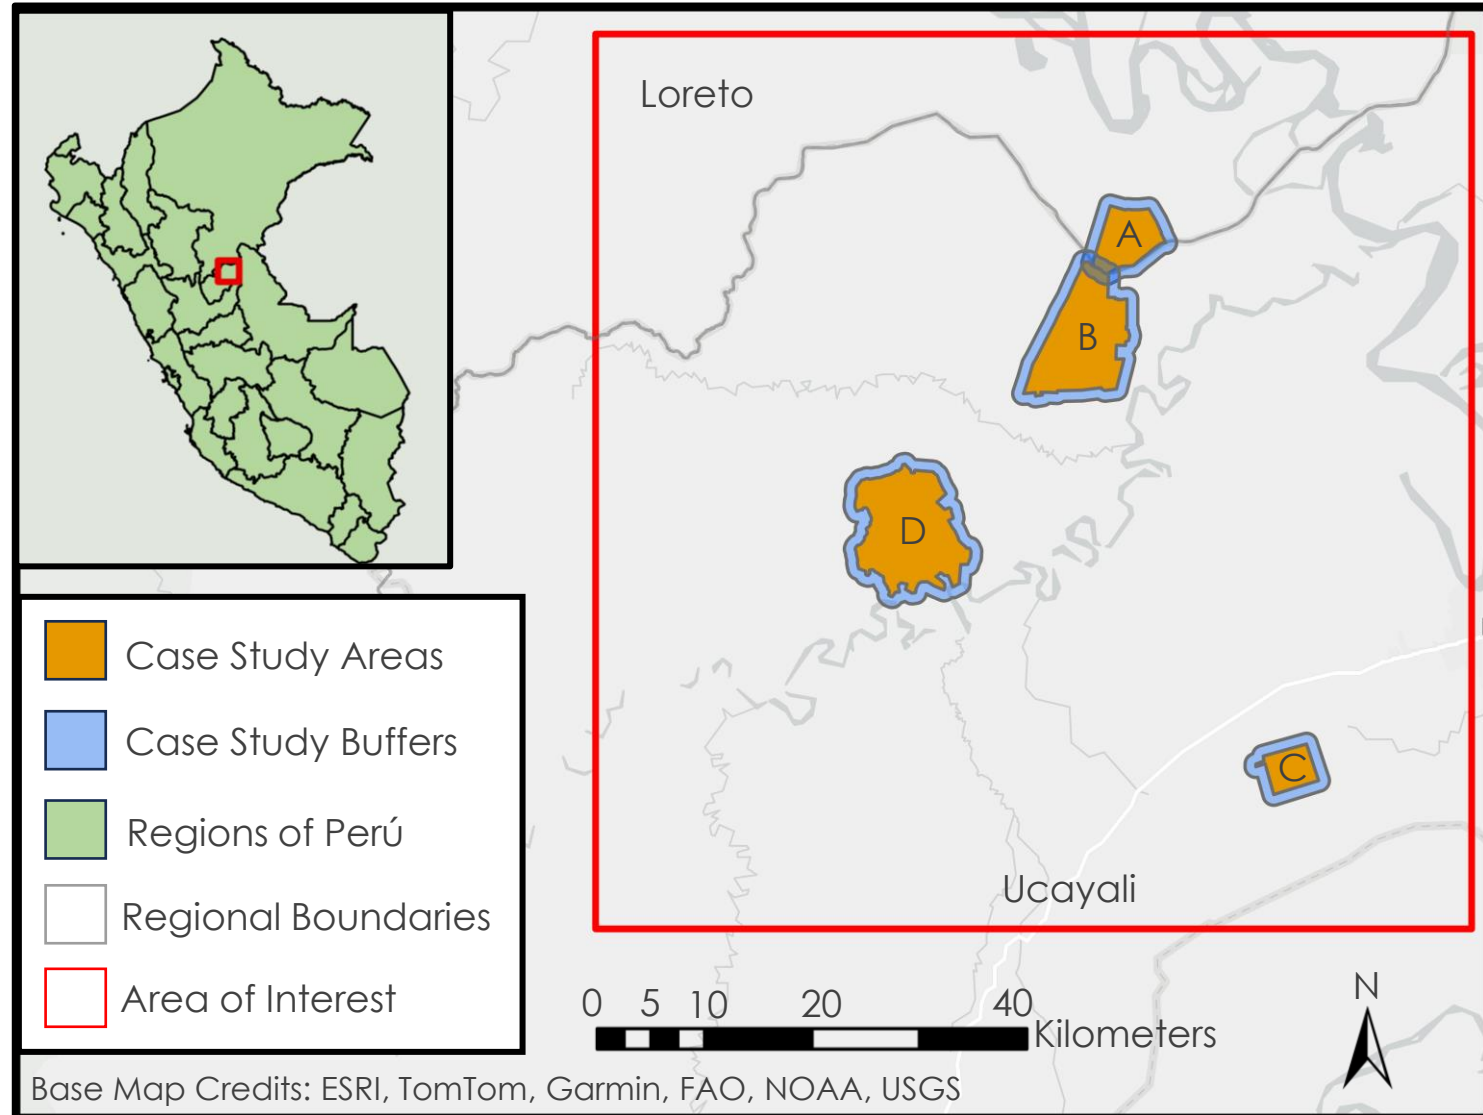 Loreto
A
B
D
C
Ucayali
Case Study Areas
Case Study Buffers
Regions of Perú
Regional Boundaries
Area of Interest
0 5 10 20 40
Kilometers
N
Base Map Credits: ESRI, TomTom, Garmin, FAO, NOAA, USGS